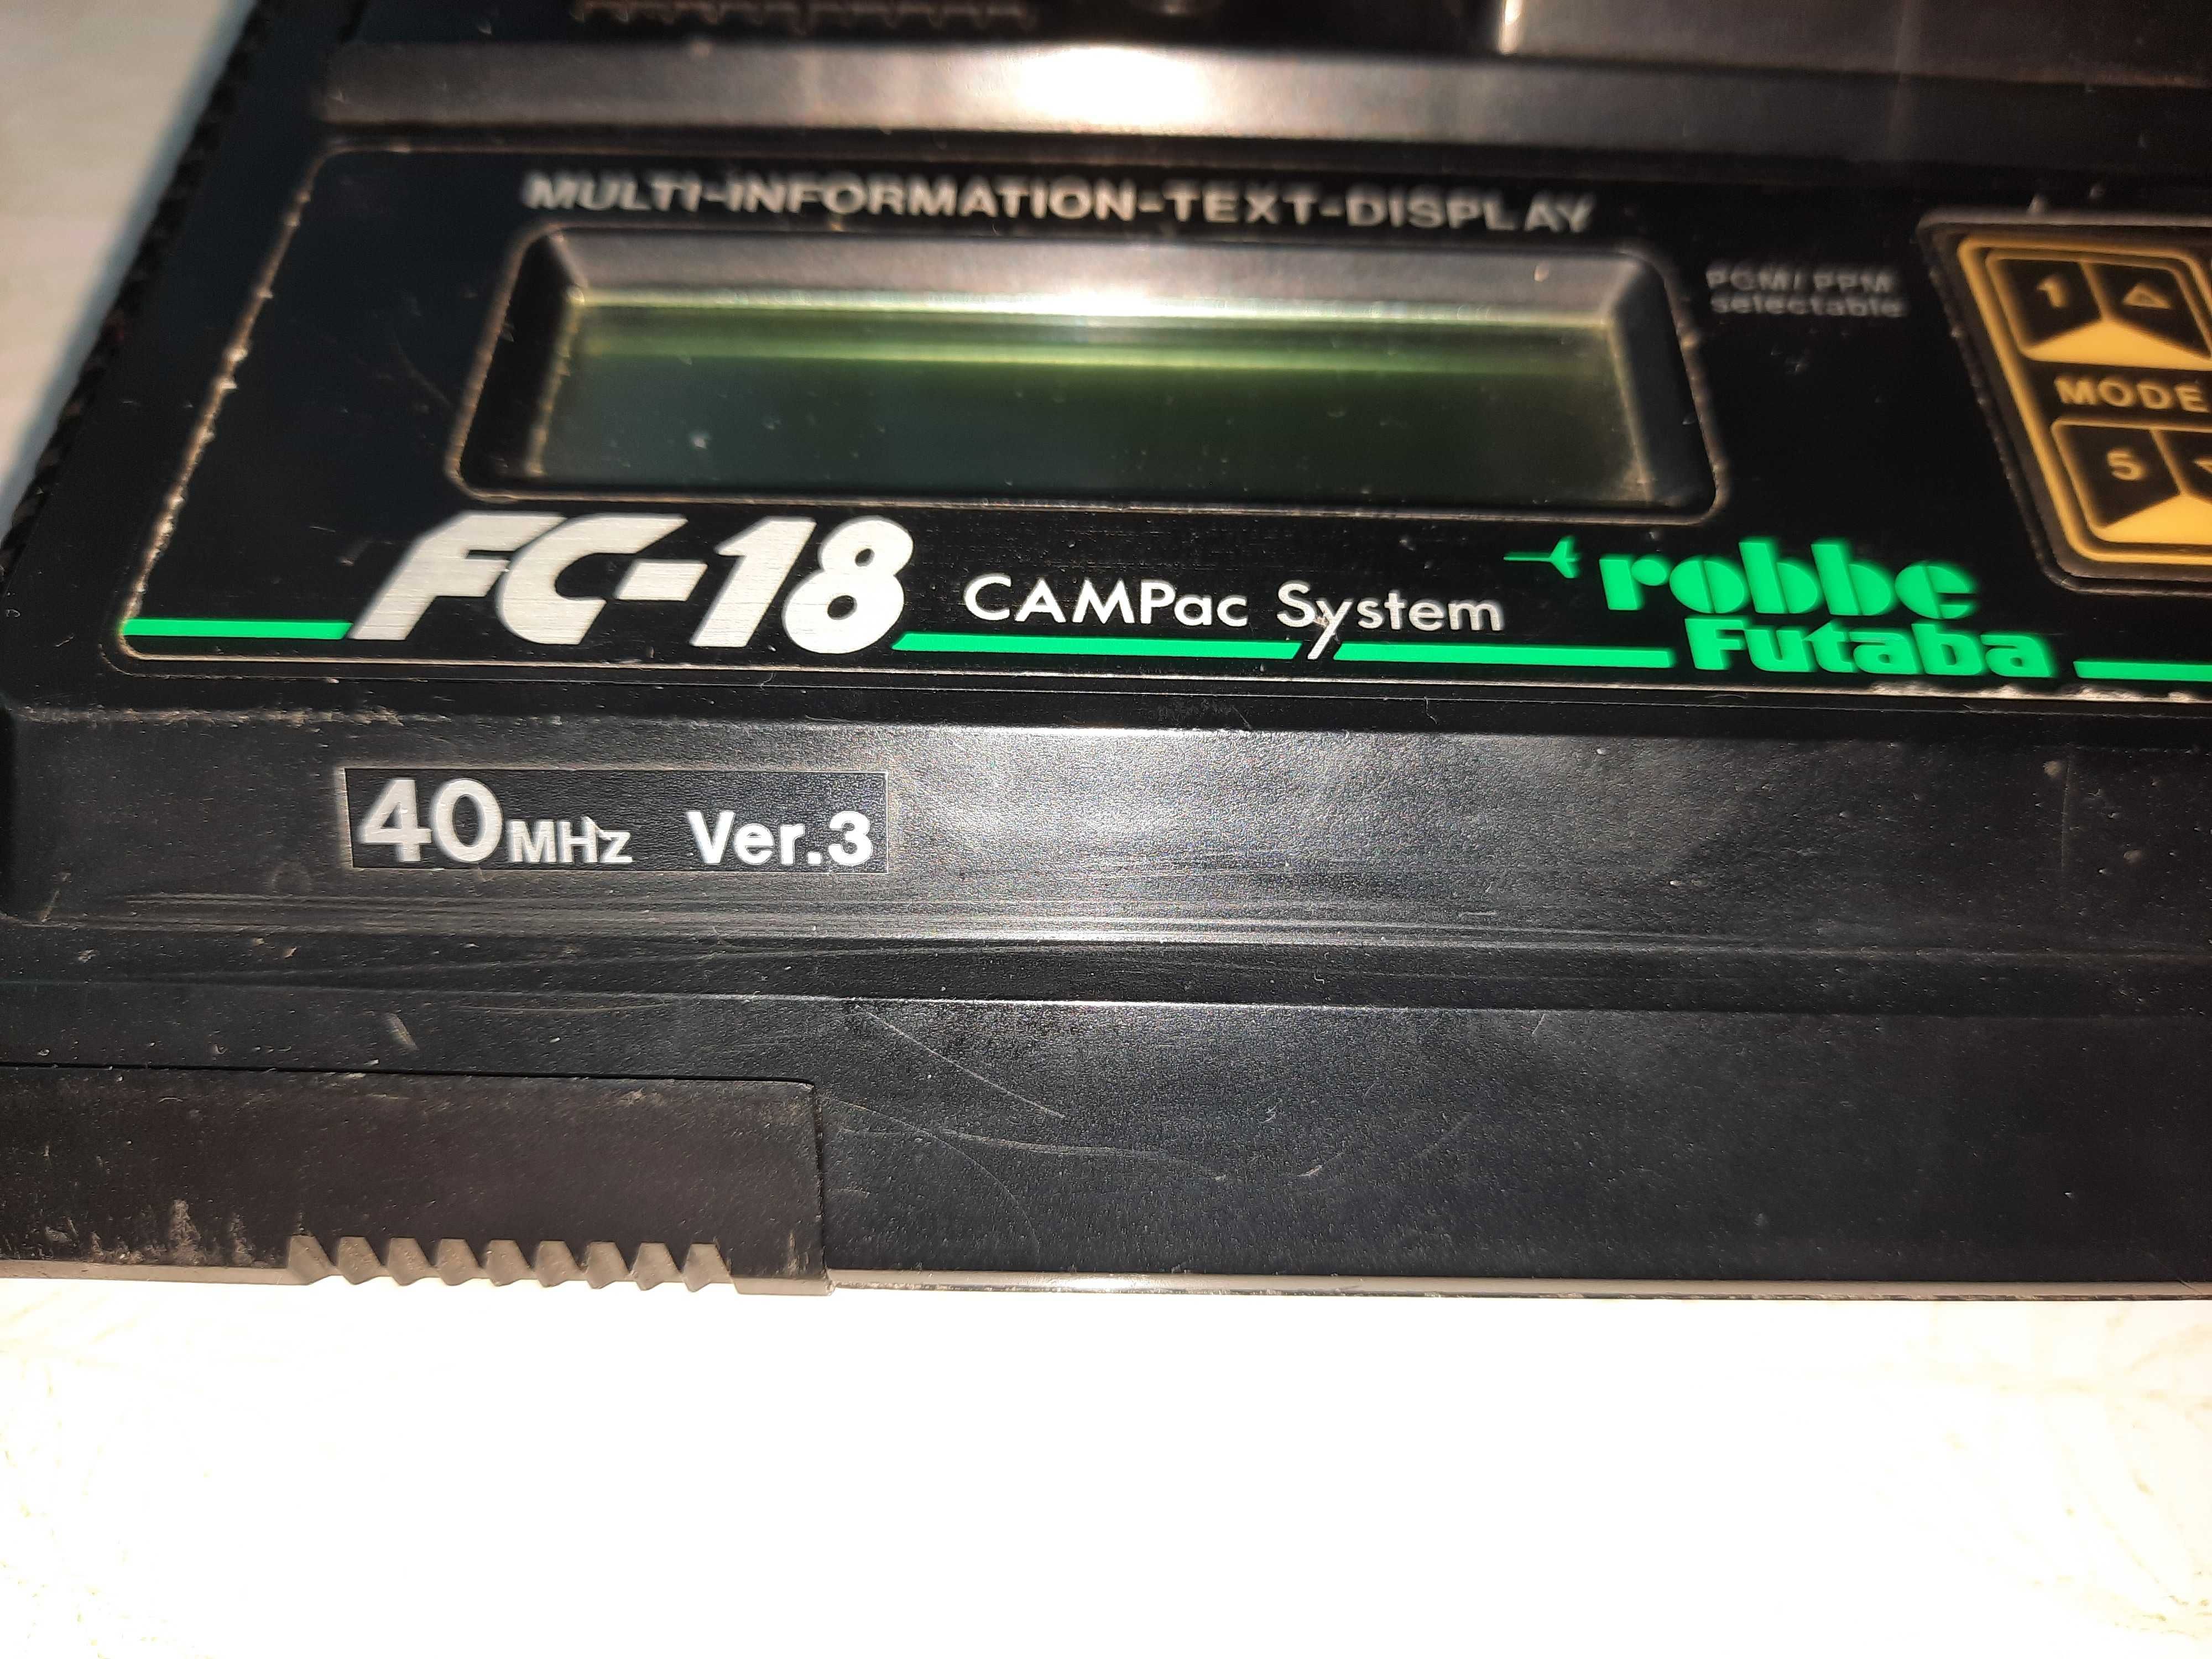 MULTI-INFORMATION-TEXT-DISPLAY
PCM/PPM
selectable
1
MODE
5
FC-18 CAMPac System
robbe
Futaba
40MHz Ver.3